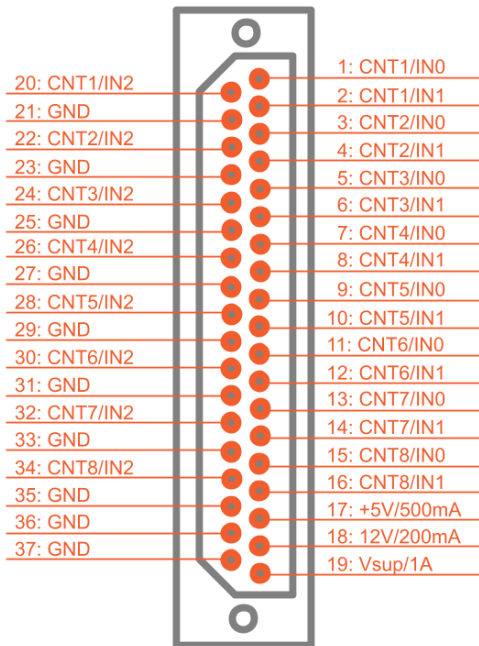 20: CNT1/IN2
21: GND
22: CNT2/IN2
23: GND
24: CNT3/IN2
25: GND
26: CNT4/IN2
27: GND
28: CNT5/IN2
29: GND
30: CNT6/IN2
31: GND
32: CNT7/IN2
33: GND
34: CNT8/IN2
35: GND
36: GND
37: GND
1: CNT1/IN0
2: CNT1/IN1
3: CNT2/IN0
4: CNT2/IN1
5: CNT3/IN0
6: CNT3/IN1
7: CNT4/IN0
8: CNT4/IN1
9: CNT5/IN0
10: CNT5/IN1
11: CNT6/IN0
12: CNT6/IN1
13: CNT7/IN0
14: CNT7/IN1
15: CNT8/IN0
16: CNT8/IN1
17: +5V/500mA
18: 12V/200mA
19: Vsup/1A